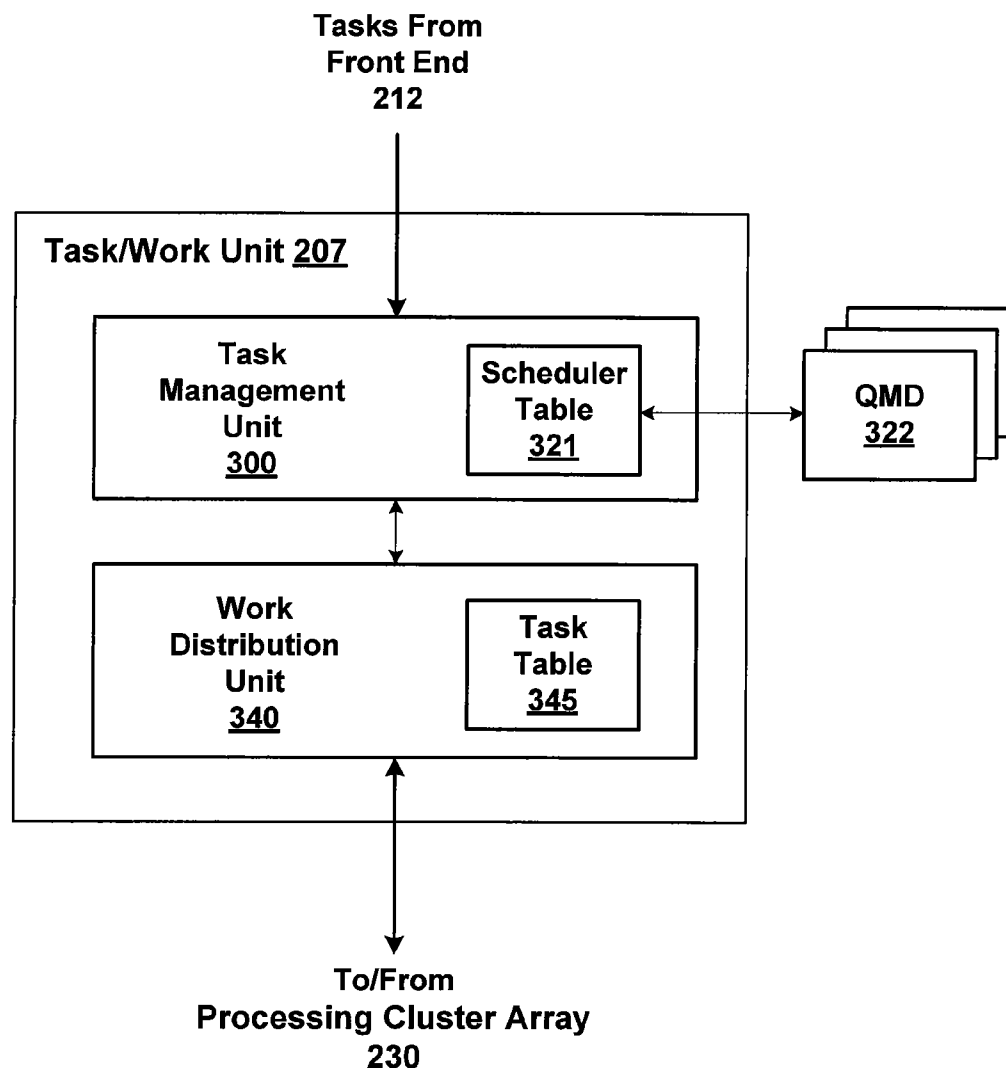 Tasks From
Front End
212
Task/Work Unit 207
Task
Management
Unit
300
Scheduler
Table
321
QMD
322
Work
Distribution
Unit
340
Task
Table
345
To/From
Processing Cluster Array
230